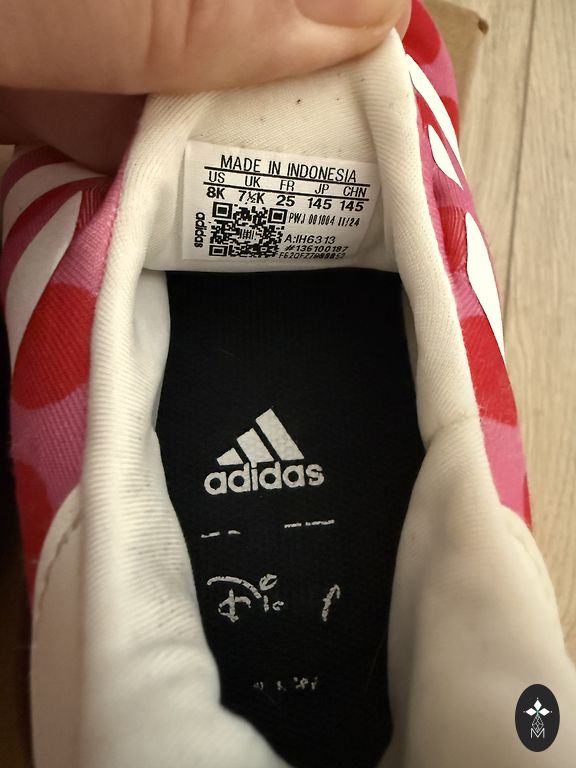 MADE IN INDONESIA
US UK FR JP CHN
8K 7½K 25 145 145
PWJ 001004 11/24
adidas
A:IH6313
#136100187
adidas
M